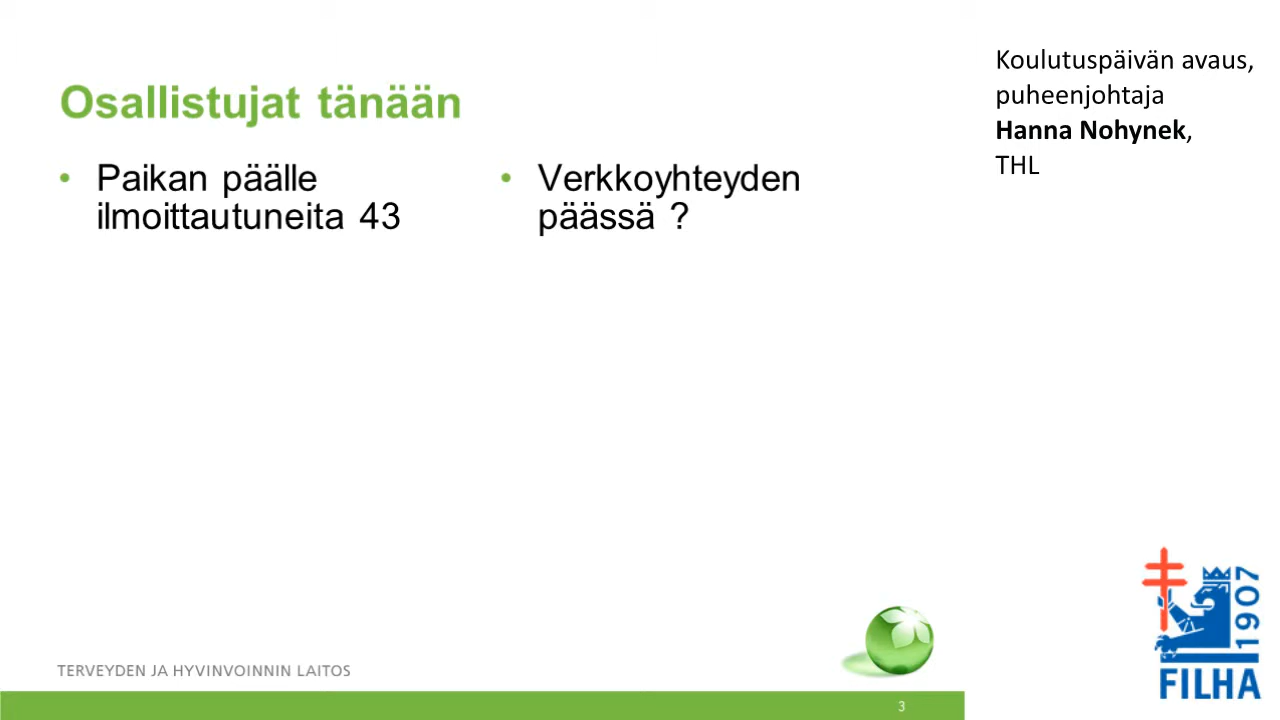 Osallistujat tänään
• Paikan päälle
ilmoittautuneita 43
• Verkkoyhteyden
päässä ?
Koulutuspäivän avaus,
puheenjohtaja
Hanna Nohynek,
THL
TERVEYDEN JA HYVINVOINNIN LAITOS
3
1907
FILHA